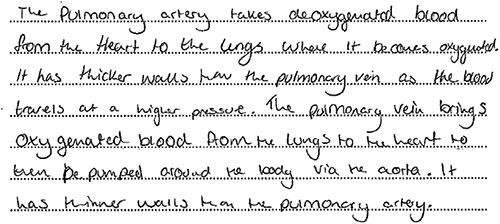 The Pulmonary artery takes deoxygenated blood
from the Heart to the lungs where it becomes oxygenated.
It has thicker walls than the pulmonary vein as the blood
travels at a higher pressure. The pulmonary vein brings
Oxygenated blood from the lungs to the heart to
then be pumped around the body via the aorta. It
has thinner walls than the pulmonary artery.